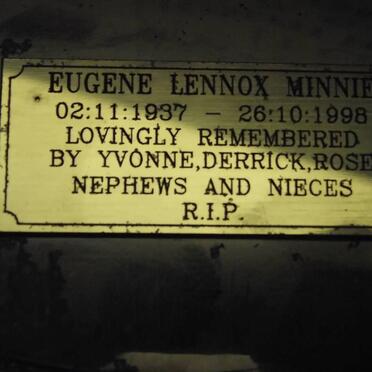 EUGENE LENNOX MINNIE
02:11:1937 – 26:10:1998
LOVINGLY REMEMBERED
BY YVONNE,DERRICK,ROSE
NEPHEWS AND NIECES
R.I.P.